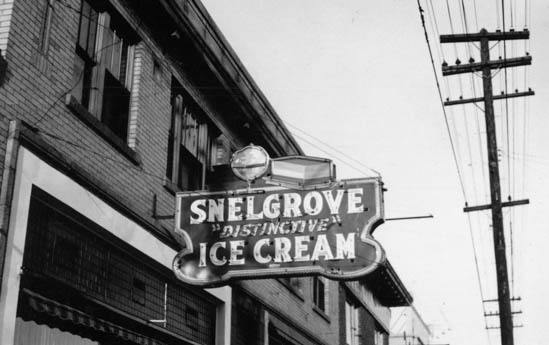 SNELGROVE
"DISTINCTIVE"
ICE CREAM